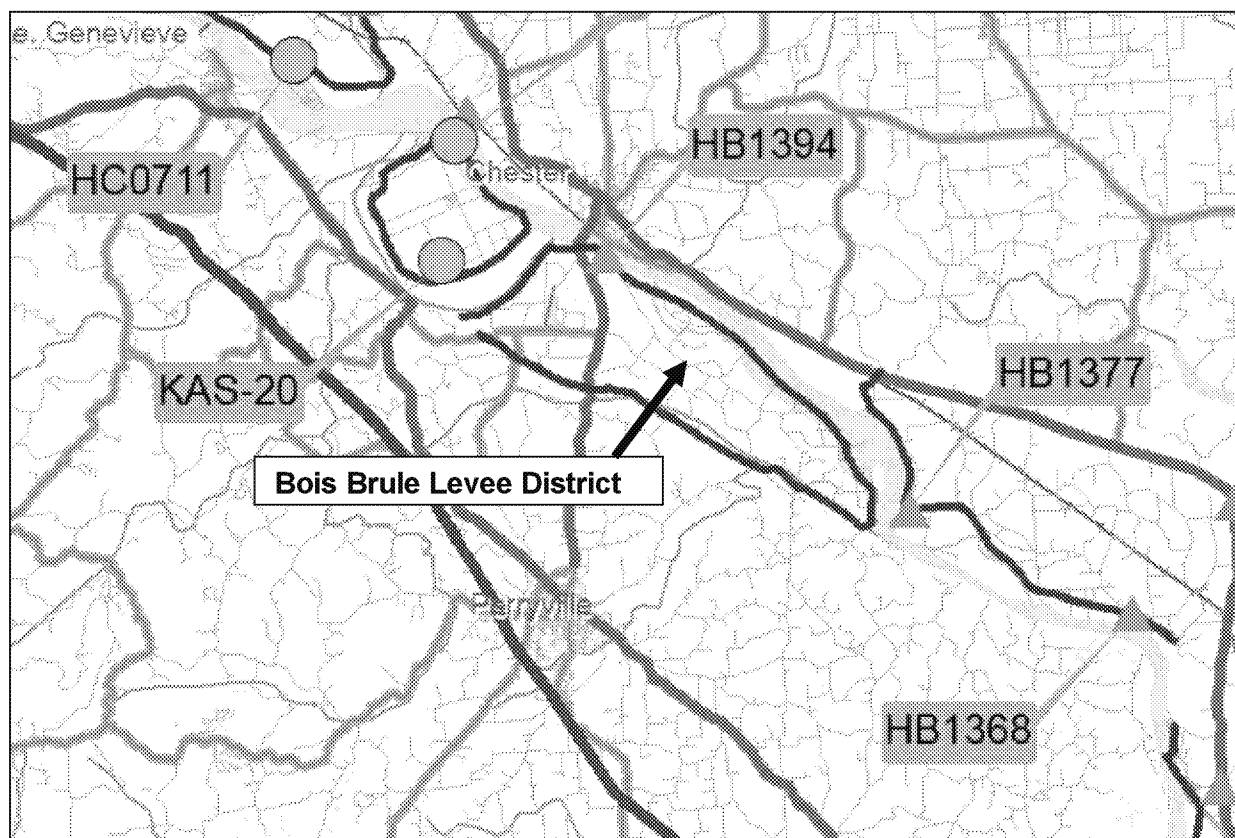 e. Genevieve
HB1394
Chester
HC0711
HB1377
KAS-20
Bois Brule Levee District
Perryville
HB1368